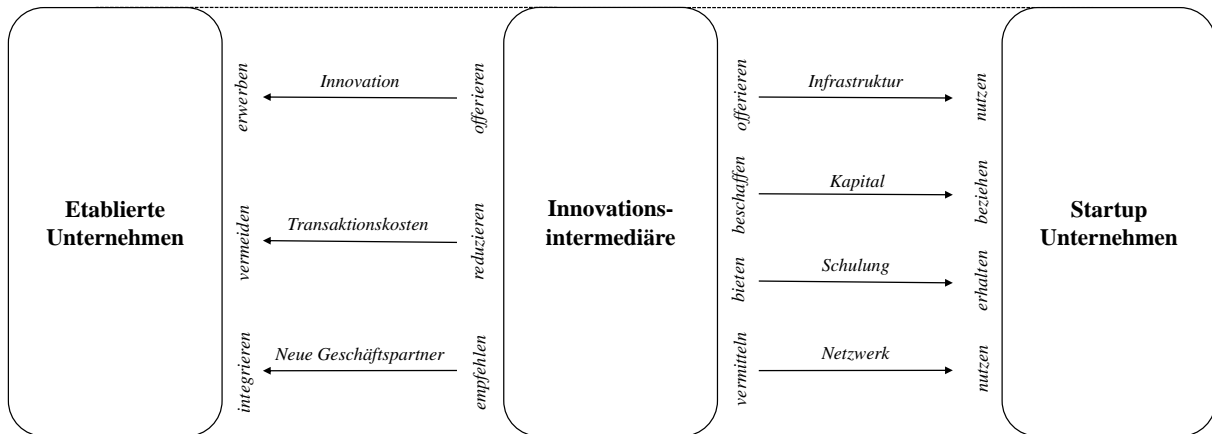 Etablierte
Unternehmen
erwerben
Innovation
offerieren
vermeiden
Transaktionskosten
reduzieren
integrieren
Neue Geschäftspartner
empfehlen
Innovations-
intermediäre
offerieren
Infrastruktur
nutzen
beschaffen
Kapital
beziehen
bieten
Schulung
erhalten
vermitteln
Netzwerk
nutzen
Startup
Unternehmen